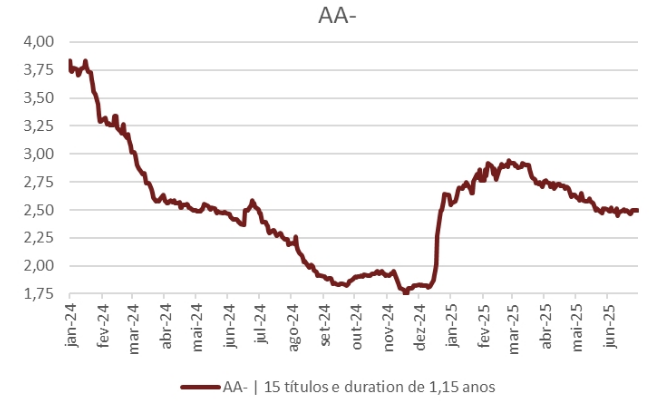 AA-
4,00
3,75
3,50
3,25
3,00
2,75
2,50
2,25
2,00
1,75
jan-24
fev-24
mar-24
abr-24
mai-24
jun-24
jul-24
ago-24
set-24
out-24
nov-24
dez-24
jan-25
fev-25
mar-25
abr-25
mai-25
jun-25
AA- | 15 títulos e duration de 1,15 anos